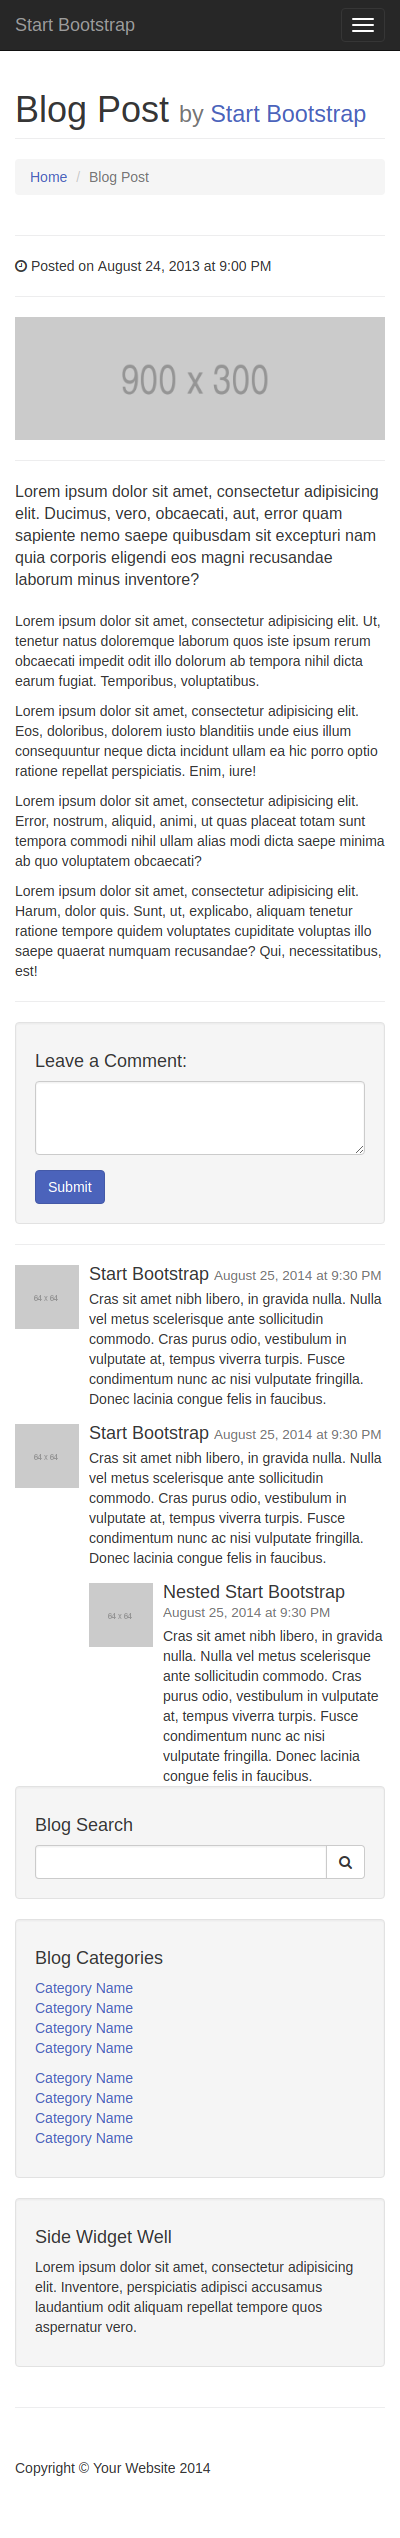 Start Bootstrap
Blog Post by Start Bootstrap
Home / Blog Post
Posted on August 24, 2013 at 9:00 PM
900 x 300
Lorem ipsum dolor sit amet, consectetur adipisicing
elit. Ducimus, vero, obcaecati, aut, error quam
sapiente nemo saepe quibusdam sit excepturi nam
quia corporis eligendi eos magni recusandae
laborum minus inventore?
Lorem ipsum dolor sit amet, consectetur adipisicing elit. Ut,
tenetur natus doloremque laborum quos iste ipsum rerum
obcaecati impedit odit illo dolorum ab tempora nihil dicta
earum fugiat. Temporibus, voluptatibus.
Lorem ipsum dolor sit amet, consectetur adipisicing elit.
Eos, doloribus, dolorem iusto blanditiis unde eius illum
consequuntur neque dicta incidunt ullam ea hic porro optio
ratione repellat perspiciatis. Enim, iure!
Lorem ipsum dolor sit amet, consectetur adipisicing elit.
Error, nostrum, aliquid, animi, ut quas placeat totam sunt
tempora commodi nihil ullam alias modi dicta saepe minima
ab quo voluptatem obcaecati?
Lorem ipsum dolor sit amet, consectetur adipisicing elit.
Harum, dolor quis. Sunt, ut, explicabo, aliquam tenetur
ratione tempore quidem voluptates cupiditate voluptas illo
saepe quaerat numquam recusandae? Qui, necessitatibus,
est!
Leave a Comment:
Submit
64 x 64
Start Bootstrap August 25, 2014 at 9:30 PM
Cras sit amet nibh libero, in gravida nulla. Nulla
vel metus scelerisque ante sollicitudin
commodo. Cras purus odio, vestibulum in
vulputate at, tempus viverra turpis. Fusce
condimentum nunc ac nisi vulputate fringilla.
Donec lacinia congue felis in faucibus.
64 x 64
Start Bootstrap August 25, 2014 at 9:30 PM
Cras sit amet nibh libero, in gravida nulla. Nulla
vel metus scelerisque ante sollicitudin
commodo. Cras purus odio, vestibulum in
vulputate at, tempus viverra turpis. Fusce
condimentum nunc ac nisi vulputate fringilla.
Donec lacinia congue felis in faucibus.
64 x 64
Nested Start Bootstrap
August 25, 2014 at 9:30 PM
Cras sit amet nibh libero, in gravida
nulla. Nulla vel metus scelerisque
ante sollicitudin commodo. Cras
purus odio, vestibulum in vulputate
at, tempus viverra turpis. Fusce
condimentum nunc ac nisi
vulputate fringilla. Donec lacinia
congue felis in faucibus.
Blog Search
Blog Categories
Category Name
Category Name
Category Name
Category Name
Category Name
Category Name
Category Name
Category Name
Side Widget Well
Lorem ipsum dolor sit amet, consectetur adipisicing
elit. Inventore, perspiciatis adipisci accusamus
laudantium odit aliquam repellat tempore quos
aspernatur vero.
Copyright © Your Website 2014